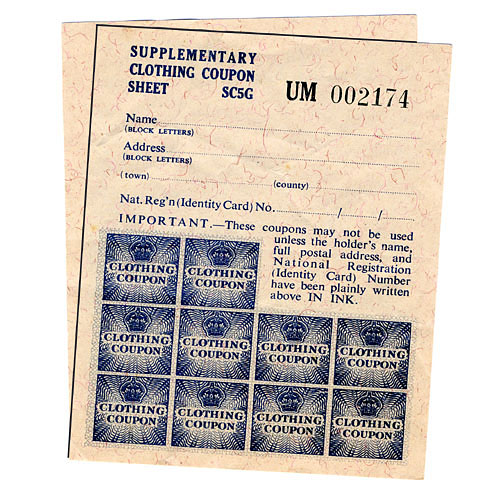 SUPPLEMENTARY
CLOTHING COUPON
SHEET SC5G
UM 002174
Name
(BLOCK LETTERS)
Address
(BLOCK LETTERS)
(town) (county)
Nat. Reg'n (Identity Card) No. / /
IMPORTANT.—These coupons may not be used
unless the holder's name,
full postal address, and
National Registration
(Identity Card) Number
have been plainly written
above IN INK.
CLOTHING COUPON
CLOTHING COUPON
CLOTHING COUPON
CLOTHING COUPON
CLOTHING COUPON
CLOTHING COUPON
CLOTHING COUPON
CLOTHING COUPON
CLOTHING COUPON
CLOTHING COUPON